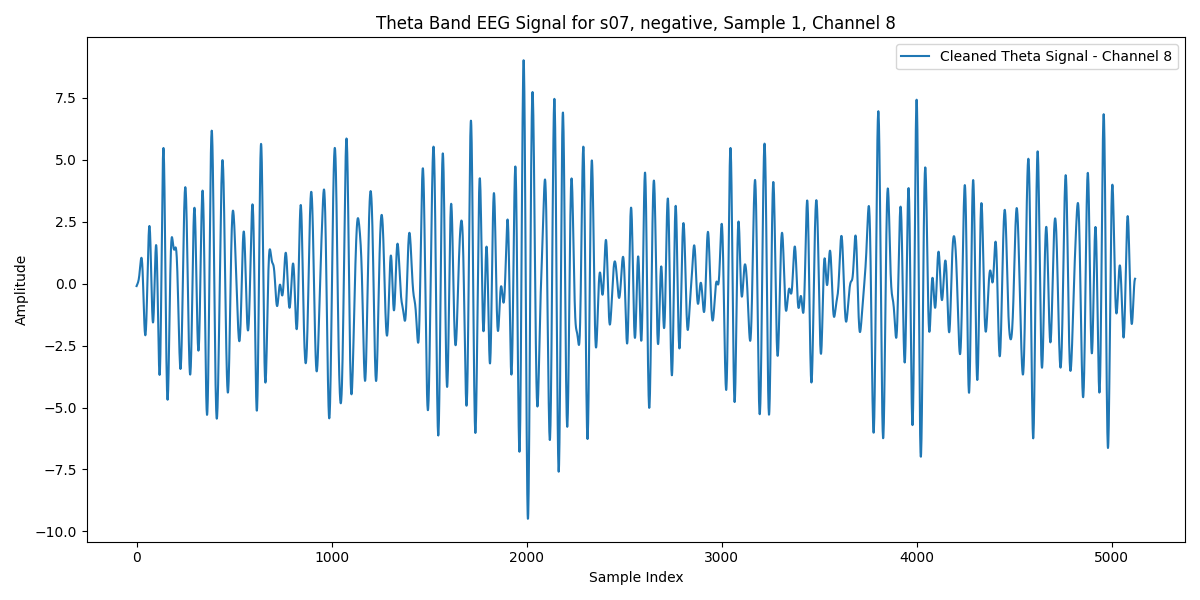 Theta Band EEG Signal for s07, negative, Sample 1, Channel 8
Cleaned Theta Signal - Channel 8
7.5
5.0
2.5
0.0
−2.5
−5.0
−7.5
−10.0
Amplitude
0 1000 2000 3000 4000 5000
Sample Index